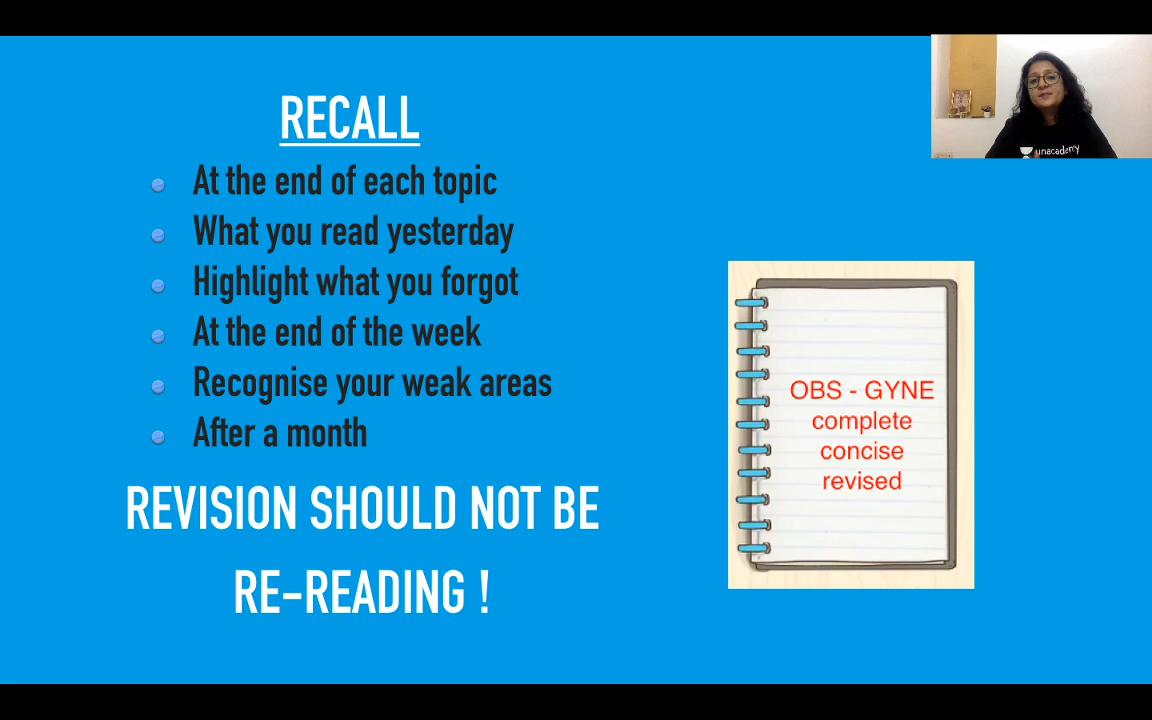 RECALL
At the end of each topic
What you read yesterday
Highlight what you forgot
At the end of the week
Recognise your weak areas
After a month
REVISION SHOULD NOT BE
RE-READING !
OBS - GYNE
complete
concise
revised
unacademy